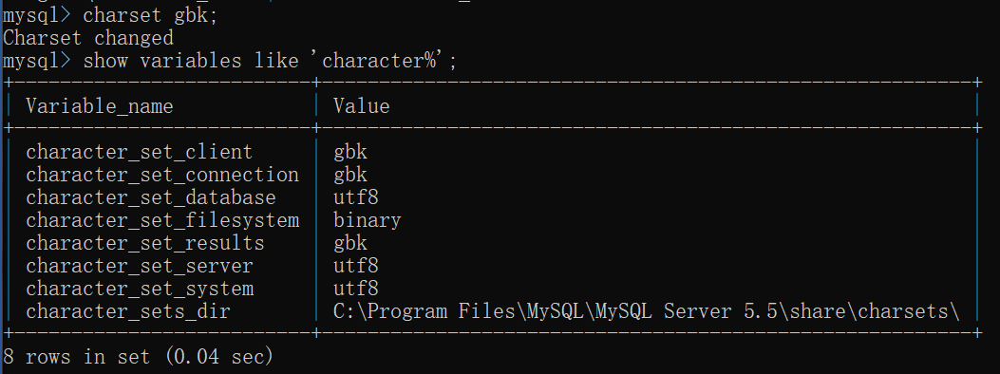 mysql> charset gbk;
Charset changed
mysql> show variables like 'character%';
Variable_name Value
character_set_client gbk
character_set_connection gbk
character_set_database utf8
character_set_filesystem binary
character_set_results gbk
character_set_server utf8
character_set_system utf8
character_sets_dir C:\Program Files\MySQL\MySQL Server 5.5\share\charsets\
8 rows in set (0.04 sec)